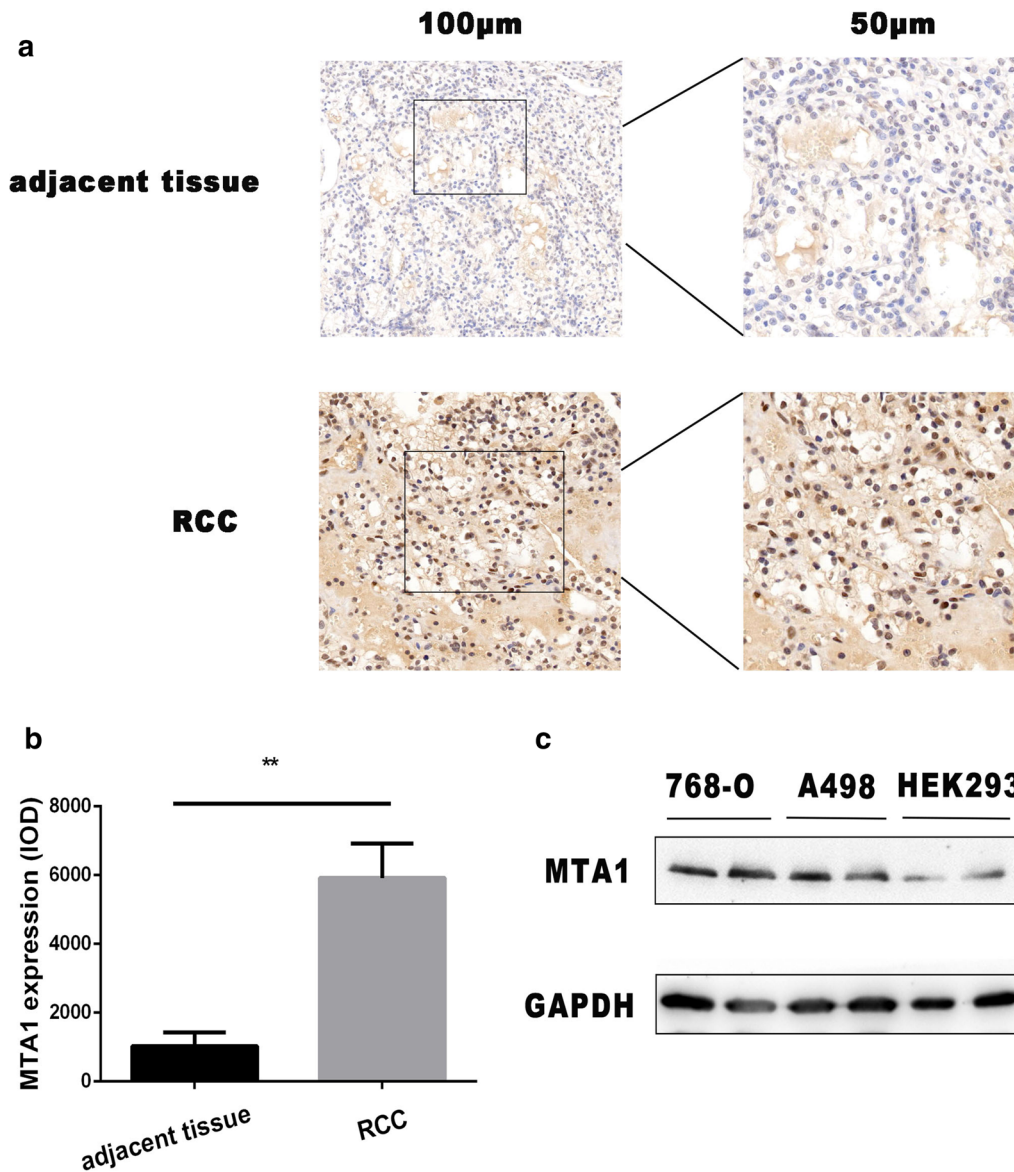 a
100µm
50µm
adjacent tissue
RCC
b
**
MTA1 expression (IOD)
8000
6000
4000
2000
0
adjacent tissue
RCC
c
768-O
A498
HEK293
MTA1
GAPDH